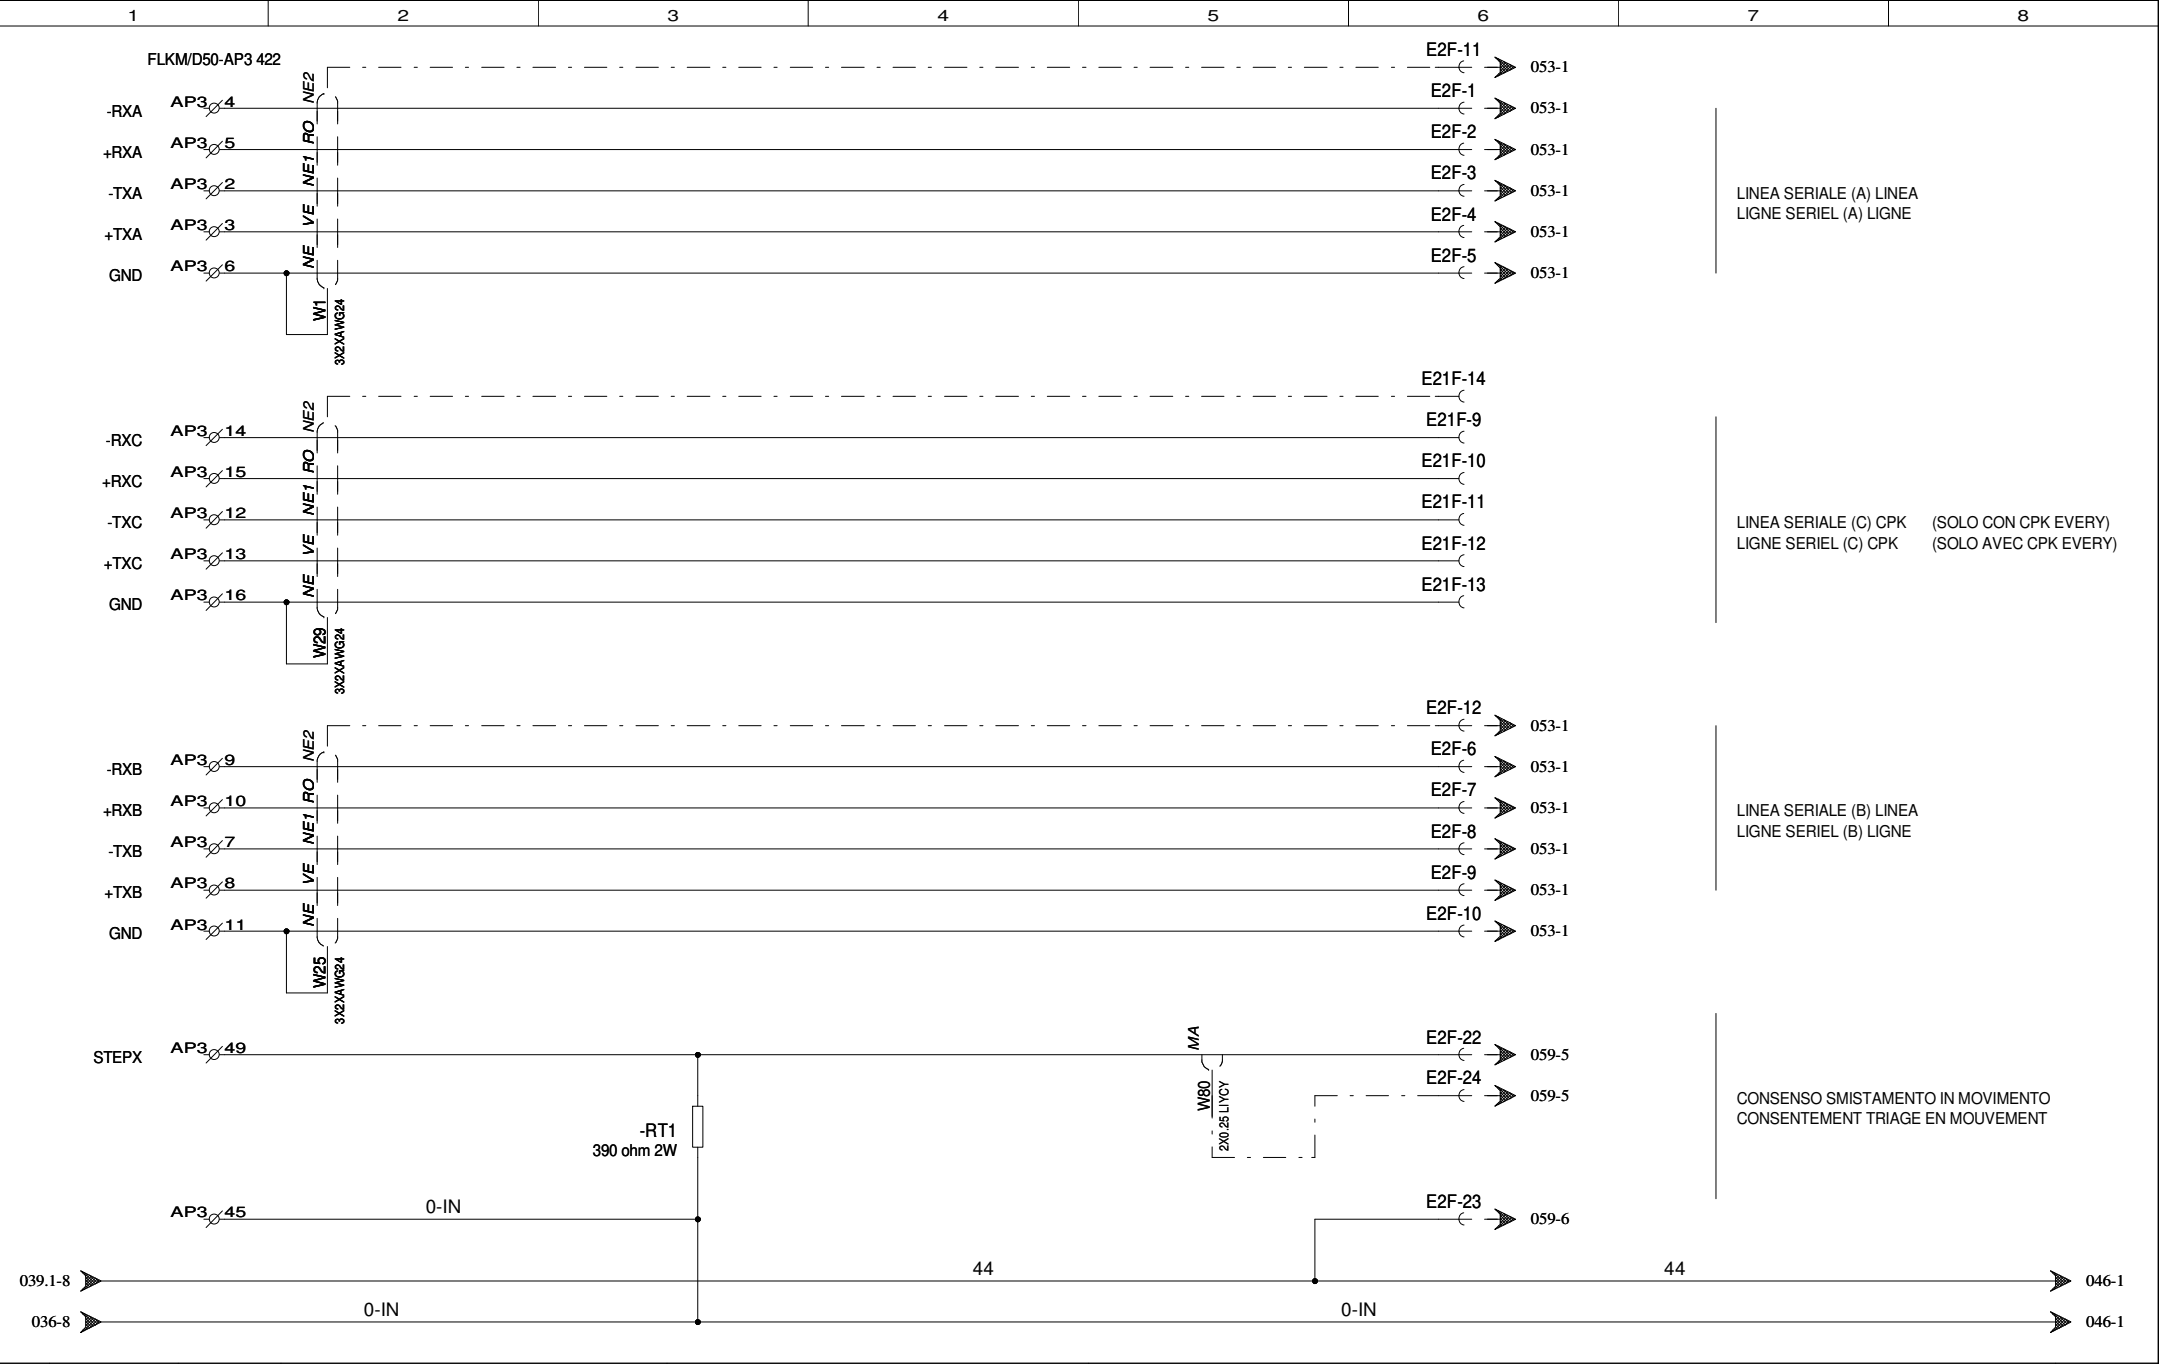 1 2 3 4 5 6 7 8
FLKM/D50-AP3 422
NE2 E2F-11 053-1
-RXA AP3 4 E2F-1 053-1
RO
+RXA AP3 5 E2F-2 053-1
NE1
-TXA AP3 2 E2F-3 053-1
VE
+TXA AP3 3 E2F-4 053-1
NE
GND AP3 6 E2F-5 053-1
W1
3X2XAWG24
LINEA SERIALE (A) LINEA
LIGNE SERIEL (A) LIGNE
NE2 E21F-14
-RXC AP3 14 E21F-9
RO
+RXC AP3 15 E21F-10
NE1
-TXC AP3 12 E21F-11
VE
+TXC AP3 13 E21F-12
NE
GND AP3 16 E21F-13
W29
3X2XAWG24
LINEA SERIALE (C) CPK (SOLO CON CPK EVERY)
LIGNE SERIEL (C) CPK (SOLO AVEC CPK EVERY)
NE2 E2F-12 053-1
-RXB AP3 9 E2F-6 053-1
RO
+RXB AP3 10 E2F-7 053-1
NE1
-TXB AP3 7 E2F-8 053-1
VE
+TXB AP3 8 E2F-9 053-1
NE
GND AP3 11 E2F-10 053-1
W25
3X2XAWG24
LINEA SERIALE (B) LINEA
LIGNE SERIEL (B) LIGNE
STEPX AP3 49 MA E2F-22 059-5
W80
2X0.25 LIYCY
E2F-24 059-5
-RT1
390 ohm 2W
CONSENSO SMISTAMENTO IN MOVIMENTO
CONSENTEMENT TRIAGE EN MOUVEMENT
AP3 45 0-IN E2F-23 059-6
039.1-8 44 44 046-1
036-8 0-IN 0-IN 046-1